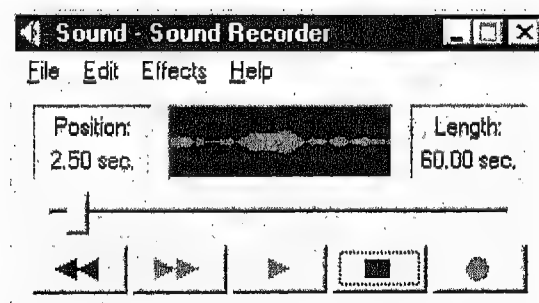 Sound - Sound Recorder
File Edit Effects Help
Position:
2.50 sec.
Length:
60.00 sec.